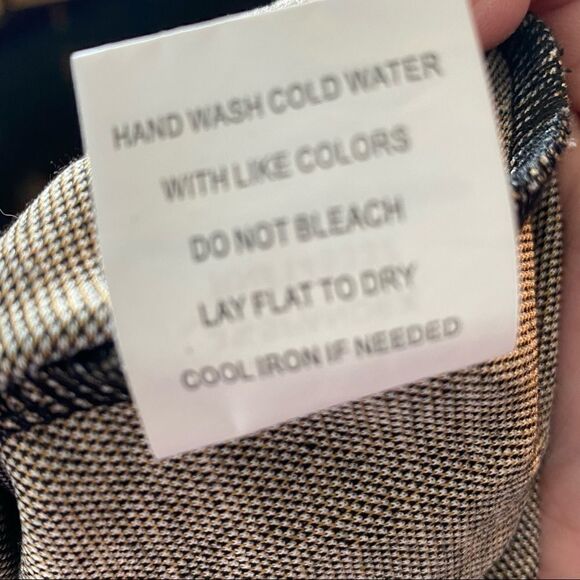 HAND WASH COLD WATER
WITH LIKE COLORS
DO NOT BLEACH
LAY FLAT TO DRY
COOL IRON IF NEEDED